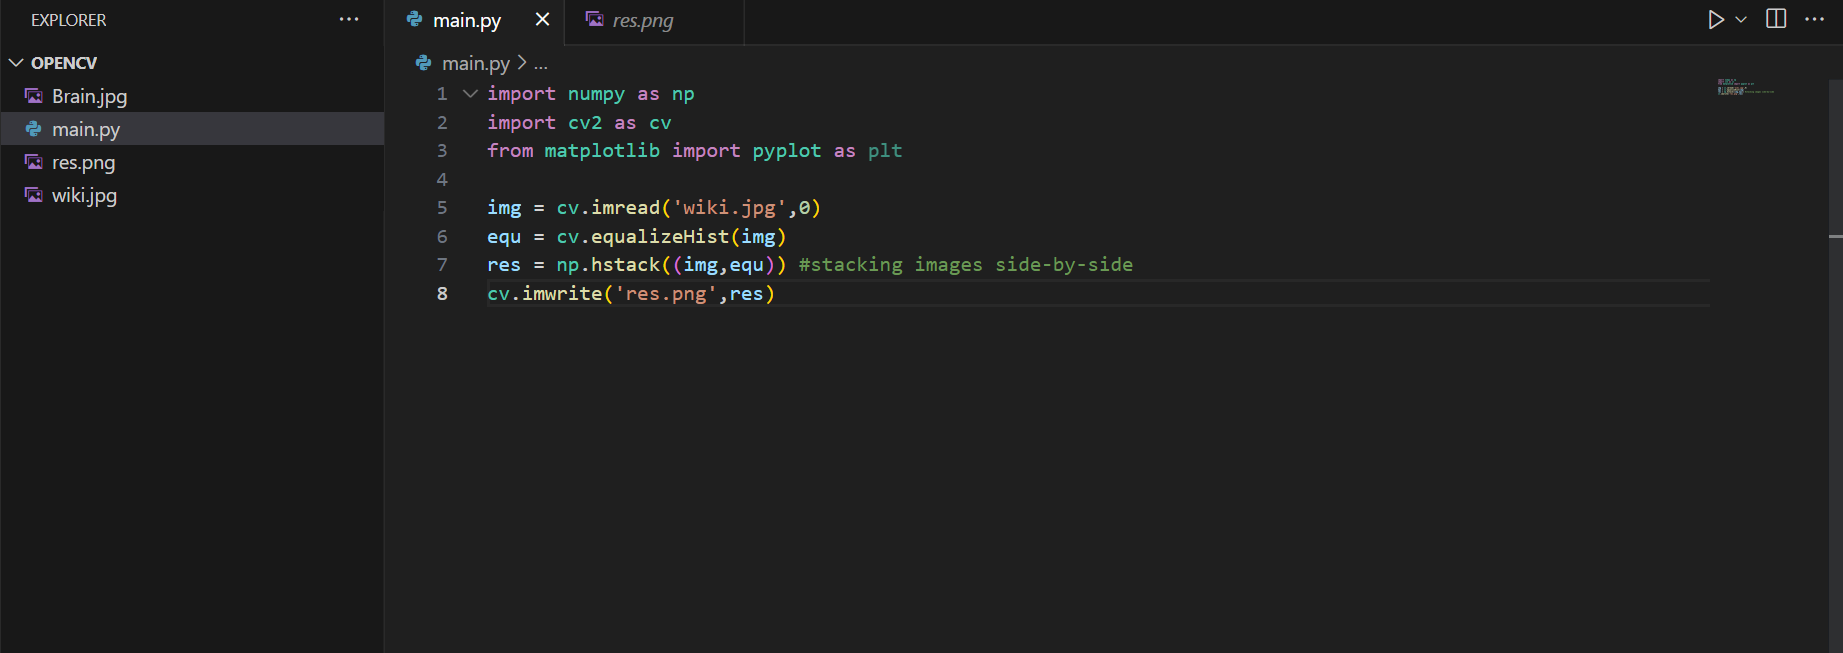 EXPLORER
OPENCV
Brain.jpg
main.py
res.png
wiki.jpg
main.py
res.png
main.py > ...
1 import numpy as np
2 import cv2 as cv
3 from matplotlib import pyplot as plt
4
5 img = cv.imread('wiki.jpg',0)
6 equ = cv.equalizeHist(img)
7 res = np.hstack((img,equ)) #stacking images side-by-side
8 cv.imwrite('res.png',res)